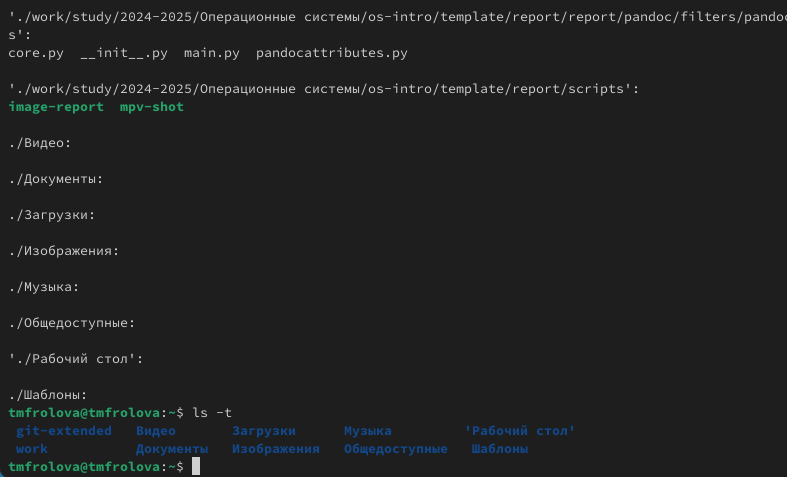 './work/study/2024-2025/Операционные системы/os-intro/template/report/report/pandoc/filters/pandoc
s':
core.py  __init__.py  main.py  pandocattributes.py
'./work/study/2024-2025/Операционные системы/os-intro/template/report/scripts':
image-report  mpv-shot
./Видео:
./Документы:
./Загрузки:
./Изображения:
./Музыка:
./Общедоступные:
'./Рабочий стол':
./Шаблоны:
tmfrolova@tmfrolova:~$ ls -t
git-extended   Видео       Загрузки      Музыка         'Рабочий стол'
work           Документы   Изображения   Общедоступные   Шаблоны
tmfrolova@tmfrolova:~$